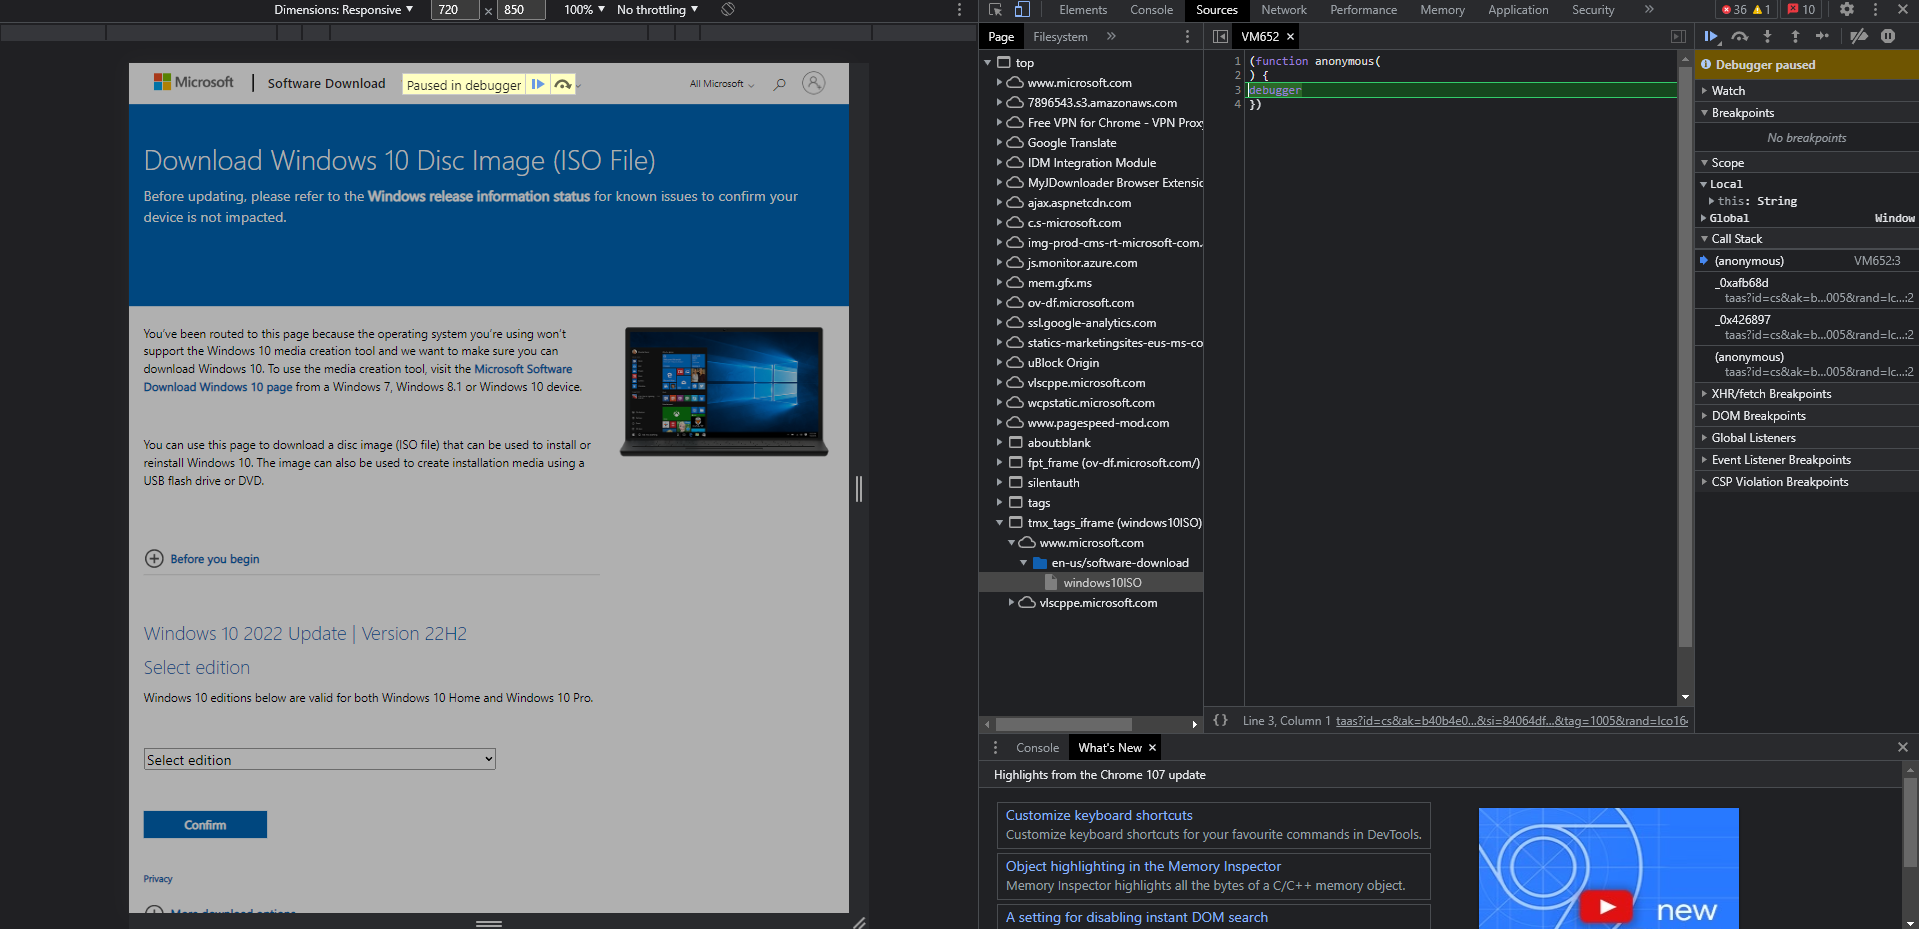 Dimensions: Responsive ▼ 720 × 850 100% ▼ No throttling ▼
Elements Console Sources Network Performance Memory Application Security » 36 1 10
Page Filesystem »
VM652 ×
Microsoft | Software Download
Paused in debugger
All Microsoft
Download Windows 10 Disc Image (ISO File)
Before updating, please refer to the Windows release information status for known issues to confirm your
device is not impacted.
You've been routed to this page because the operating system you're using won't
support the Windows 10 media creation tool and we want to make sure you can
download Windows 10. To use the media creation tool, visit the Microsoft Software
Download Windows 10 page from a Windows 7, Windows 8.1 or Windows 10 device.
You can use this page to download a disc image (ISO file) that can be used to install or
reinstall Windows 10. The image can also be used to create installation media using a
USB flash drive or DVD.
Before you begin
Windows 10 2022 Update | Version 22H2
Select edition
Windows 10 editions below are valid for both Windows 10 Home and Windows 10 Pro.
Select edition
Confirm
Privacy
More download options
top
www.microsoft.com
7896543.s3.amazonaws.com
Free VPN for Chrome - VPN Proxy
Google Translate
IDM Integration Module
MyJDownloader Browser Extensic
ajax.aspnetcdn.com
c.s-microsoft.com
img-prod-cms-rt-microsoft-com.
js.monitor.azure.com
mem.gfx.ms
ov-df.microsoft.com
ssl.google-analytics.com
statics-marketingsites-eus-ms-co
uBlock Origin
vlscppe.microsoft.com
wcpstatic.microsoft.com
www.pagespeed-mod.com
about:blank
fpt_frame (ov-df.microsoft.com/)
silentauth
tags
tmx_tags_iframe (windows10ISO)
www.microsoft.com
en-us/software-download
windows10ISO
vlscppe.microsoft.com
1 (function anonymous(
2 ) {
3 debugger
4 })
{} Line 3, Column 1 taas?id=cs&ak=b40b4e0...&si=84064df...&tag=1005&rand=lco16
Debugger paused
Watch
Breakpoints
No breakpoints
Scope
Local
this: String
Global Window
Call Stack
(anonymous) VM652:3
_0xafb68d
taas?id=cs&ak=b...005&rand=lc...:2
_0x426897
taas?id=cs&ak=b...005&rand=lc...:2
(anonymous)
taas?id=cs&ak=b...005&rand=lc...:2
XHR/fetch Breakpoints
DOM Breakpoints
Global Listeners
Event Listener Breakpoints
CSP Violation Breakpoints
Console What's New ×
Highlights from the Chrome 107 update
Customize keyboard shortcuts
Customize keyboard shortcuts for your favourite commands in DevTools.
Object highlighting in the Memory Inspector
Memory Inspector highlights all the bytes of a C/C++ memory object.
A setting for disabling instant DOM search
new